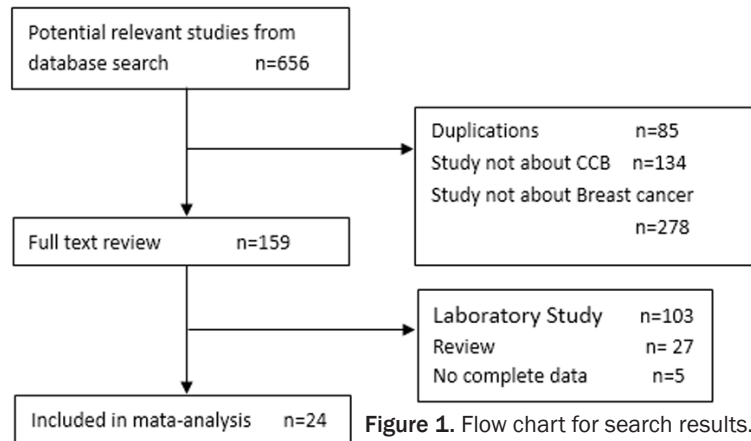 Potential relevant studies from
database search n=656
Duplications n=85
Study not about CCB n=134
Study not about Breast cancer
n=278
Full text review n=159
Laboratory Study n=103
Review n= 27
No complete data n=5
Included in mata-analysis n=24
Figure 1. Flow chart for search results.